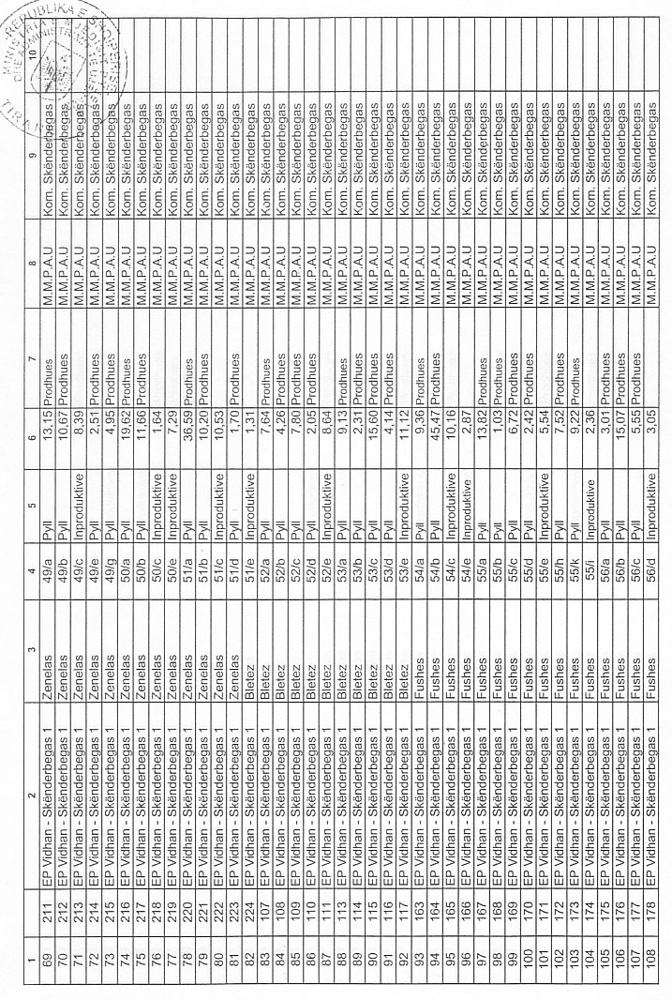 1 2 3 4 5 6 7 8 9 10
69 211 EP Vidhan - Skënderbegas 1 Zenelas 49/a Pyll 13,15 Prodhues M.M.P.A.U Kom. Skënderbegas
70 212 EP Vidhan - Skënderbegas 1 Zenelas 49/b Pyll 10,67 Prodhues M.M.P.A.U Kom. Skënderbegas
71 213 EP Vidhan - Skënderbegas 1 Zenelas 49/c Inproduktive 8,39 M.M.P.A.U Kom. Skënderbegas
72 214 EP Vidhan - Skënderbegas 1 Zenelas 49/e Pyll 2,51 Prodhues M.M.P.A.U Kom. Skënderbegas
73 215 EP Vidhan - Skënderbegas 1 Zenelas 49/g Pyll 4,95 Prodhues M.M.P.A.U Kom. Skënderbegas
74 216 EP Vidhan - Skënderbegas 1 Zenelas 50/a Pyll 19,62 Prodhues M.M.P.A.U Kom. Skënderbegas
75 217 EP Vidhan - Skënderbegas 1 Zenelas 50/b Pyll 11,66 Prodhues M.M.P.A.U Kom. Skënderbegas
76 218 EP Vidhan - Skënderbegas 1 Zenelas 50/c Inproduktive 1,64 M.M.P.A.U Kom. Skënderbegas
77 219 EP Vidhan - Skënderbegas 1 Zenelas 50/e Inproduktive 7,29 M.M.P.A.U Kom. Skënderbegas
78 220 EP Vidhan - Skënderbegas 1 Zenelas 51/a Pyll 36,59 Prodhues M.M.P.A.U Kom. Skënderbegas
79 221 EP Vidhan - Skënderbegas 1 Zenelas 51/b Pyll 10,20 Prodhues M.M.P.A.U Kom. Skënderbegas
80 222 EP Vidhan - Skënderbegas 1 Zenelas 51/c Inproduktive 10,53 M.M.P.A.U Kom. Skënderbegas
81 223 EP Vidhan - Skënderbegas 1 Zenelas 51/d Pyll 1,70 Prodhues M.M.P.A.U Kom. Skënderbegas
82 224 EP Vidhan - Skënderbegas 1 Bletez 51/e Inproduktive 1,31 M.M.P.A.U Kom. Skënderbegas
83 107 EP Vidhan - Skënderbegas 1 Bletez 52/a Pyll 7,64 Prodhues M.M.P.A.U Kom. Skënderbegas
84 108 EP Vidhan - Skënderbegas 1 Bletez 52/b Pyll 4,26 Prodhues M.M.P.A.U Kom. Skënderbegas
85 109 EP Vidhan - Skënderbegas 1 Bletez 52/c Pyll 7,80 Prodhues M.M.P.A.U Kom. Skënderbegas
86 110 EP Vidhan - Skënderbegas 1 Bletez 52/d Pyll 2,05 Prodhues M.M.P.A.U Kom. Skënderbegas
87 111 EP Vidhan - Skënderbegas 1 Bletez 52/e Inproduktive 8,64 M.M.P.A.U Kom. Skënderbegas
88 113 EP Vidhan - Skënderbegas 1 Bletez 53/a Pyll 9,13 Prodhues M.M.P.A.U Kom. Skënderbegas
89 114 EP Vidhan - Skënderbegas 1 Bletez 53/b Pyll 2,31 Prodhues M.M.P.A.U Kom. Skënderbegas
90 115 EP Vidhan - Skënderbegas 1 Bletez 53/c Pyll 15,60 Prodhues M.M.P.A.U Kom. Skënderbegas
91 116 EP Vidhan - Skënderbegas 1 Bletez 53/d Pyll 4,14 Prodhues M.M.P.A.U Kom. Skënderbegas
92 117 EP Vidhan - Skënderbegas 1 Bletez 53/e Inproduktive 11,12 M.M.P.A.U Kom. Skënderbegas
93 163 EP Vidhan - Skënderbegas 1 Fushes 54/a Pyll 9,36 Prodhues M.M.P.A.U Kom. Skënderbegas
94 164 EP Vidhan - Skënderbegas 1 Fushes 54/b Pyll 45,47 Prodhues M.M.P.A.U Kom. Skënderbegas
95 165 EP Vidhan - Skënderbegas 1 Fushes 54/c Inproduktive 10,16 M.M.P.A.U Kom. Skënderbegas
96 166 EP Vidhan - Skënderbegas 1 Fushes 54/e Inproduktive 2,87 M.M.P.A.U Kom. Skënderbegas
97 167 EP Vidhan - Skënderbegas 1 Fushes 55/a Pyll 13,82 Prodhues M.M.P.A.U Kom. Skënderbegas
98 168 EP Vidhan - Skënderbegas 1 Fushes 55/b Pyll 1,03 Prodhues M.M.P.A.U Kom. Skënderbegas
99 169 EP Vidhan - Skënderbegas 1 Fushes 55/c Pyll 6,72 Prodhues M.M.P.A.U Kom. Skënderbegas
100 170 EP Vidhan - Skënderbegas 1 Fushes 55/d Pyll 2,42 Prodhues M.M.P.A.U Kom. Skënderbegas
101 171 EP Vidhan - Skënderbegas 1 Fushes 55/e Inproduktive 5,54 M.M.P.A.U Kom. Skënderbegas
102 172 EP Vidhan - Skënderbegas 1 Fushes 55/h Pyll 7,52 Prodhues M.M.P.A.U Kom. Skënderbegas
103 173 EP Vidhan - Skënderbegas 1 Fushes 55/k Pyll 9,22 Prodhues M.M.P.A.U Kom. Skënderbegas
104 174 EP Vidhan - Skënderbegas 1 Fushes 55/i Inproduktive 2,36 M.M.P.A.U Kom. Skënderbegas
105 175 EP Vidhan - Skënderbegas 1 Fushes 56/a Pyll 3,01 Prodhues M.M.P.A.U Kom. Skënderbegas
106 176 EP Vidhan - Skënderbegas 1 Fushes 56/b Pyll 15,07 Prodhues M.M.P.A.U Kom. Skënderbegas
107 177 EP Vidhan - Skënderbegas 1 Fushes 56/c Pyll 5,55 Prodhues M.M.P.A.U Kom. Skënderbegas
108 178 EP Vidhan - Skënderbegas 1 Fushes 56/d Inproduktive 3,05 M.M.P.A.U Kom. Skënderbegas
REPUBLIKA E SHQIPERISE
TIRANE